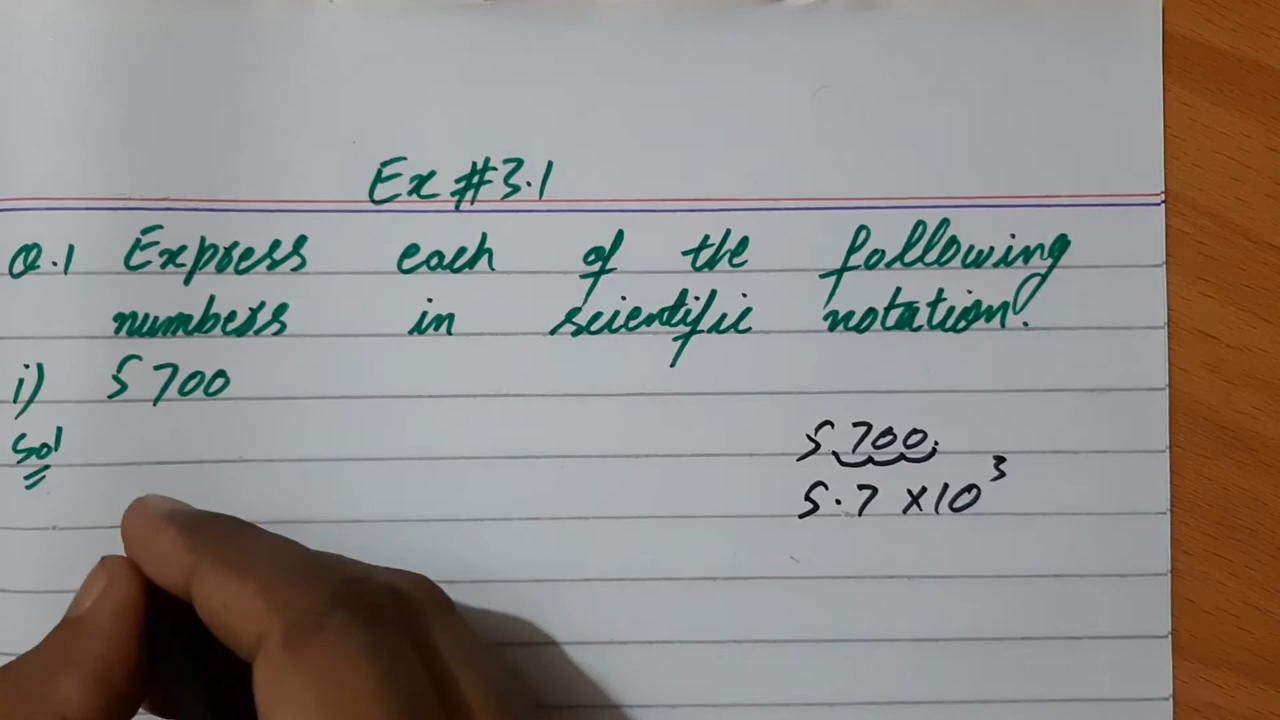 Ex #3.1
Q.1 Express each of the following
numbers in scientific notation.
i) 5700
Sol
5700.
5.7 ×10³